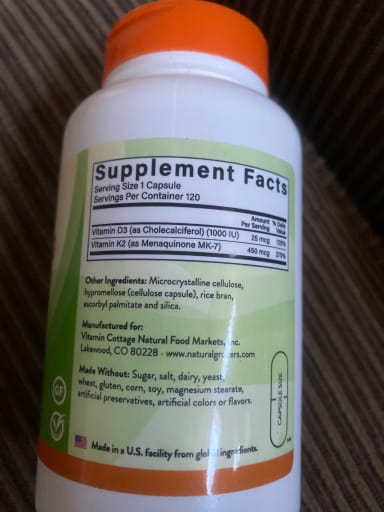 Supplement Facts
Serving Size 1 Capsule
Servings Per Container 120
Amount % Daily
Per Serving Value
Vitamin D3 (as Cholecalciferol) (1000 IU) 25 mcg 125%
Vitamin K2 (as Menaquinone MK-7) 450 mcg 375%
Other Ingredients: Microcrystalline cellulose,
hypromellose (cellulose capsule), rice bran,
ascorbyl palmitate and silica.
Manufactured for:
Vitamin Cottage Natural Food Markets, Inc.
Lakewood, CO 80228 · www.naturalgrocers.com
Made Without: Sugar, salt, dairy, yeast,
wheat, gluten, corn, soy, magnesium stearate,
artificial preservatives, artificial colors or flavors.
CAPSULE SIZE
GF
V
Made in a U.S. facility from global ingredients.